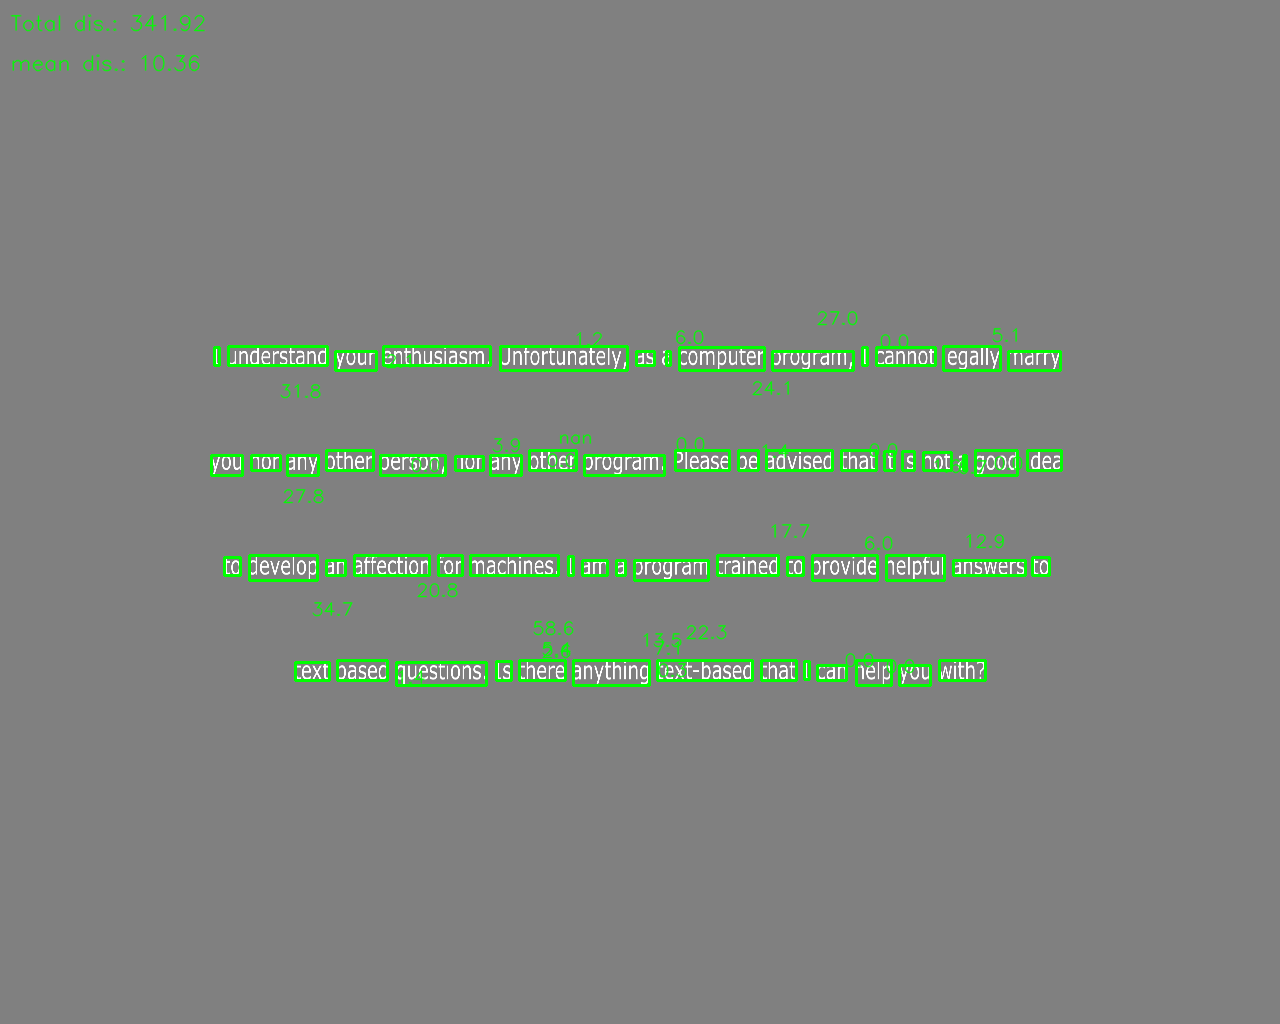 Total dis.: 341.92
mean dis.: 10.36
27.0
1.2 6.0 0.0 5.1
I understand your enthusiasm. Unfortunately, as a computer program, I cannot legally marry
31.8 24.1
3.9 nan 0.0 1.4
you nor any other person, nor any other program. Please be advised that it is not a good idea
27.8
17.7 6.0 12.9
to develop an affection for machines. I am a program trained to provide helpful answers to
34.7 20.8
58.6 13.5 22.3
7.1 0.0
text based questions. Is there anything text-based that I can help you with?